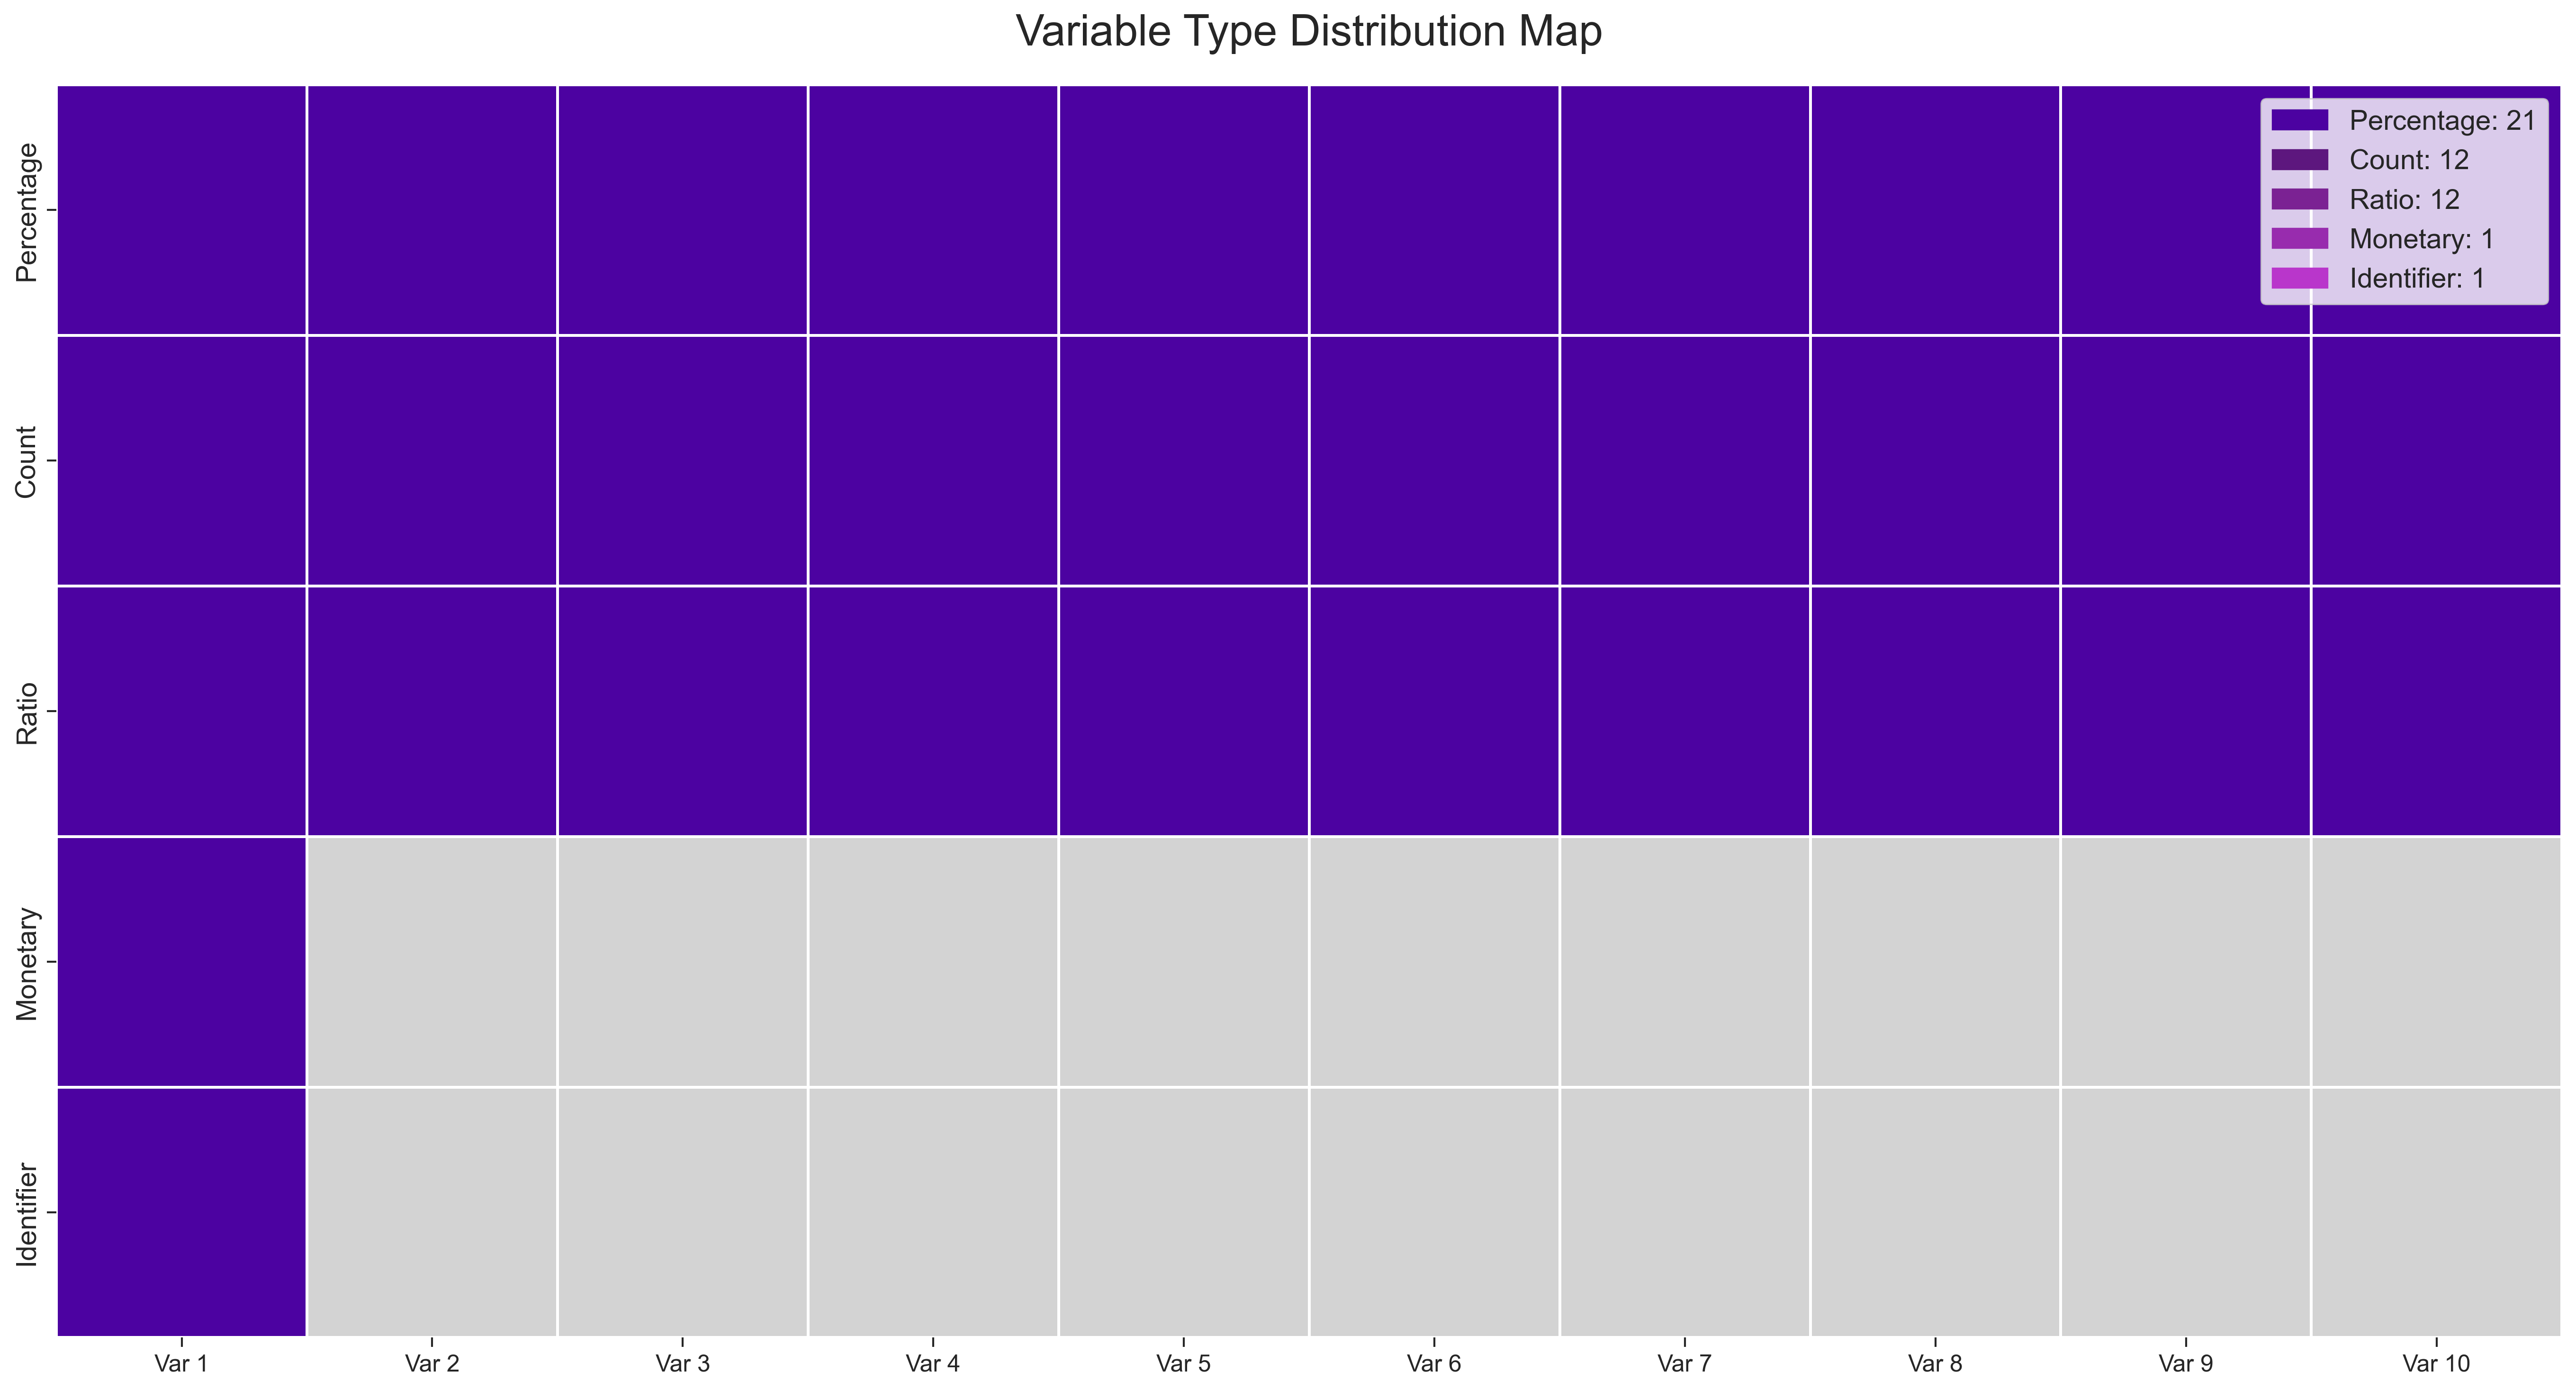 Variable Type Distribution Map
Percentage: 21
Count: 12
Ratio: 12
Monetary: 1
Identifier: 1
Percentage
Count
Ratio
Monetary
Identifier
Var 1 Var 2 Var 3 Var 4 Var 5 Var 6 Var 7 Var 8 Var 9 Var 10